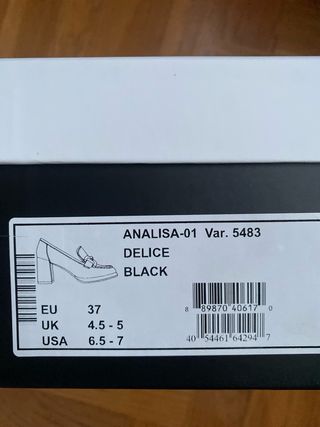 ANALISA-01 Var. 5483
DELICE
BLACK
EU 37
UK 4.5 - 5
USA 6.5 - 7
8 89870 40617 0
40 54461 64294 7